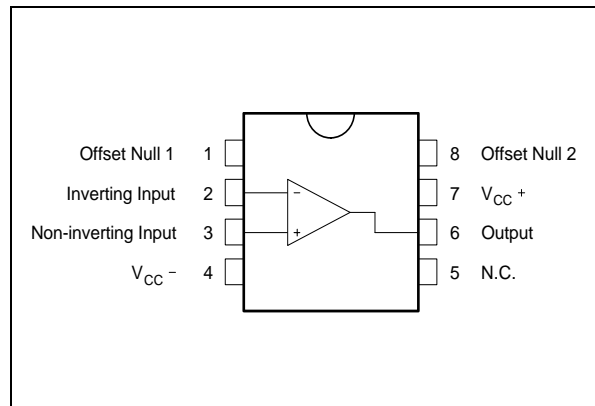 Offset Null 1 1 8 Offset Null 2
Inverting Input 2 − 7 VCC +
Non-inverting Input 3 + 6 Output
VCC − 4 5 N.C.